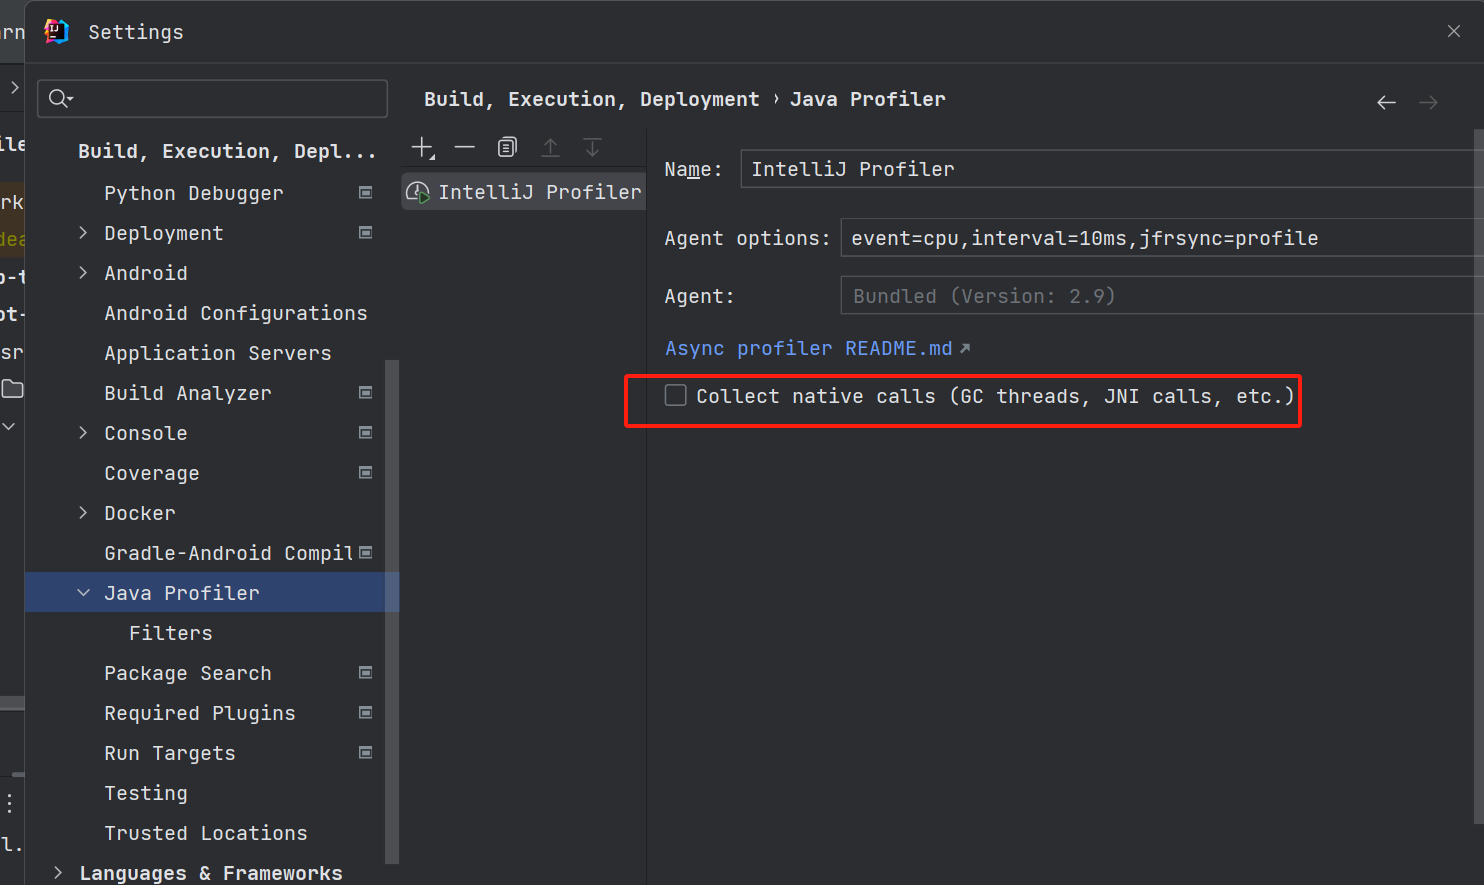 Settings
Build, Execution, Deployment › Java Profiler
Build, Execution, Depl...
Python Debugger
Deployment
Android
Android Configurations
Application Servers
Build Analyzer
Console
Coverage
Docker
Gradle-Android Compil
Java Profiler
Filters
Package Search
Required Plugins
Run Targets
Testing
Trusted Locations
Languages & Frameworks
IntelliJ Profiler
Name: IntelliJ Profiler
Agent options: event=cpu,interval=10ms,jfrsync=profile
Agent: Bundled (Version: 2.9)
Async profiler README.md
Collect native calls (GC threads, JNI calls, etc.)